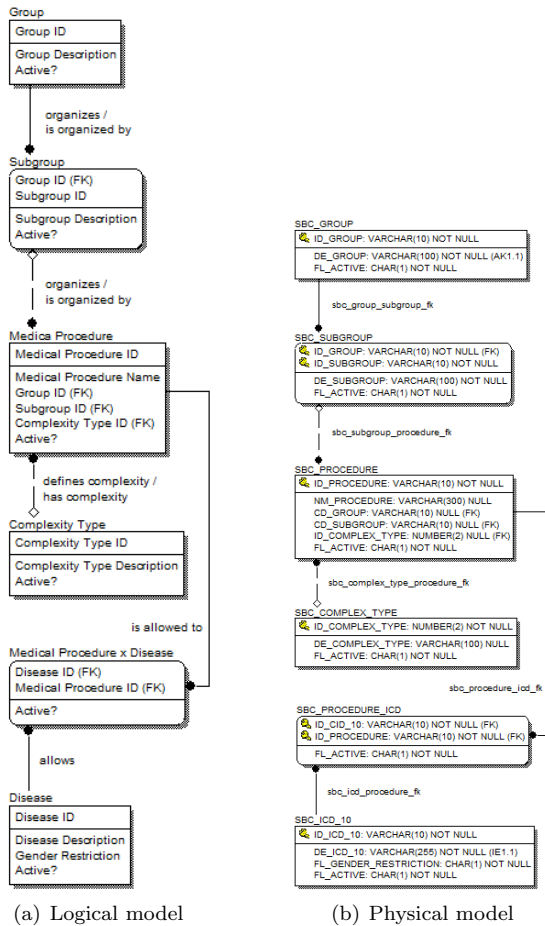 Group
Group ID
Group Description
Active?
organizes /
is organized by
Subgroup
Group ID (FK)
Subgroup ID
Subgroup Description
Active?
organizes /
is organized by
Medica Procedure
Medical Procedure ID
Medical Procedure Name
Group ID (FK)
Subgroup ID (FK)
Complexity Type ID (FK)
Active?
defines complexity /
has complexity
Complexity Type
Complexity Type ID
Complexity Type Description
Active?
is allowed to
Medical Procedure x Disease
Disease ID (FK)
Medical Procedure ID (FK)
Active?
allows
Disease
Disease ID
Disease Description
Gender Restriction
Active?
(a) Logical model
SBC_GROUP
ID_GROUP: VARCHAR(10) NOT NULL
DE_GROUP: VARCHAR(100) NOT NULL (AK1.1)
FL_ACTIVE: CHAR(1) NOT NULL
sbc_group_subgroup_fk
SBC_SUBGROUP
ID_GROUP: VARCHAR(10) NOT NULL (FK)
ID_SUBGROUP: VARCHAR(10) NOT NULL
DE_SUBGROUP: VARCHAR(100) NOT NULL
FL_ACTIVE: CHAR(1) NOT NULL
sbc_subgroup_procedure_fk
SBC_PROCEDURE
ID_PROCEDURE: VARCHAR(10) NOT NULL
NM_PROCEDURE: VARCHAR(300) NULL
CD_GROUP: VARCHAR(10) NULL (FK)
CD_SUBGROUP: VARCHAR(10) NULL (FK)
ID_COMPLEX_TYPE: NUMBER(2) NULL (FK)
FL_ACTIVE: CHAR(1) NOT NULL
sbc_complex_type_procedure_fk
SBC_COMPLEX_TYPE
ID_COMPLEX_TYPE: NUMBER(2) NOT NULL
DE_COMPLEX_TYPE: VARCHAR(100) NULL
FL_ACTIVE: CHAR(1) NOT NULL
sbc_procedure_icd_fk
SBC_PROCEDURE_ICD
ID_CID_10: VARCHAR(10) NOT NULL (FK)
ID_PROCEDURE: VARCHAR(10) NOT NULL (FK)
FL_ACTIVE: CHAR(1) NOT NULL
sbc_icd_procedure_fk
SBC_ICD_10
ID_ICD_10: VARCHAR(10) NOT NULL
DE_ICD_10: VARCHAR(255) NOT NULL (IE1.1)
FL_GENDER_RESTRICTION: CHAR(1) NOT NULL
FL_ACTIVE: CHAR(1) NOT NULL
(b) Physical model